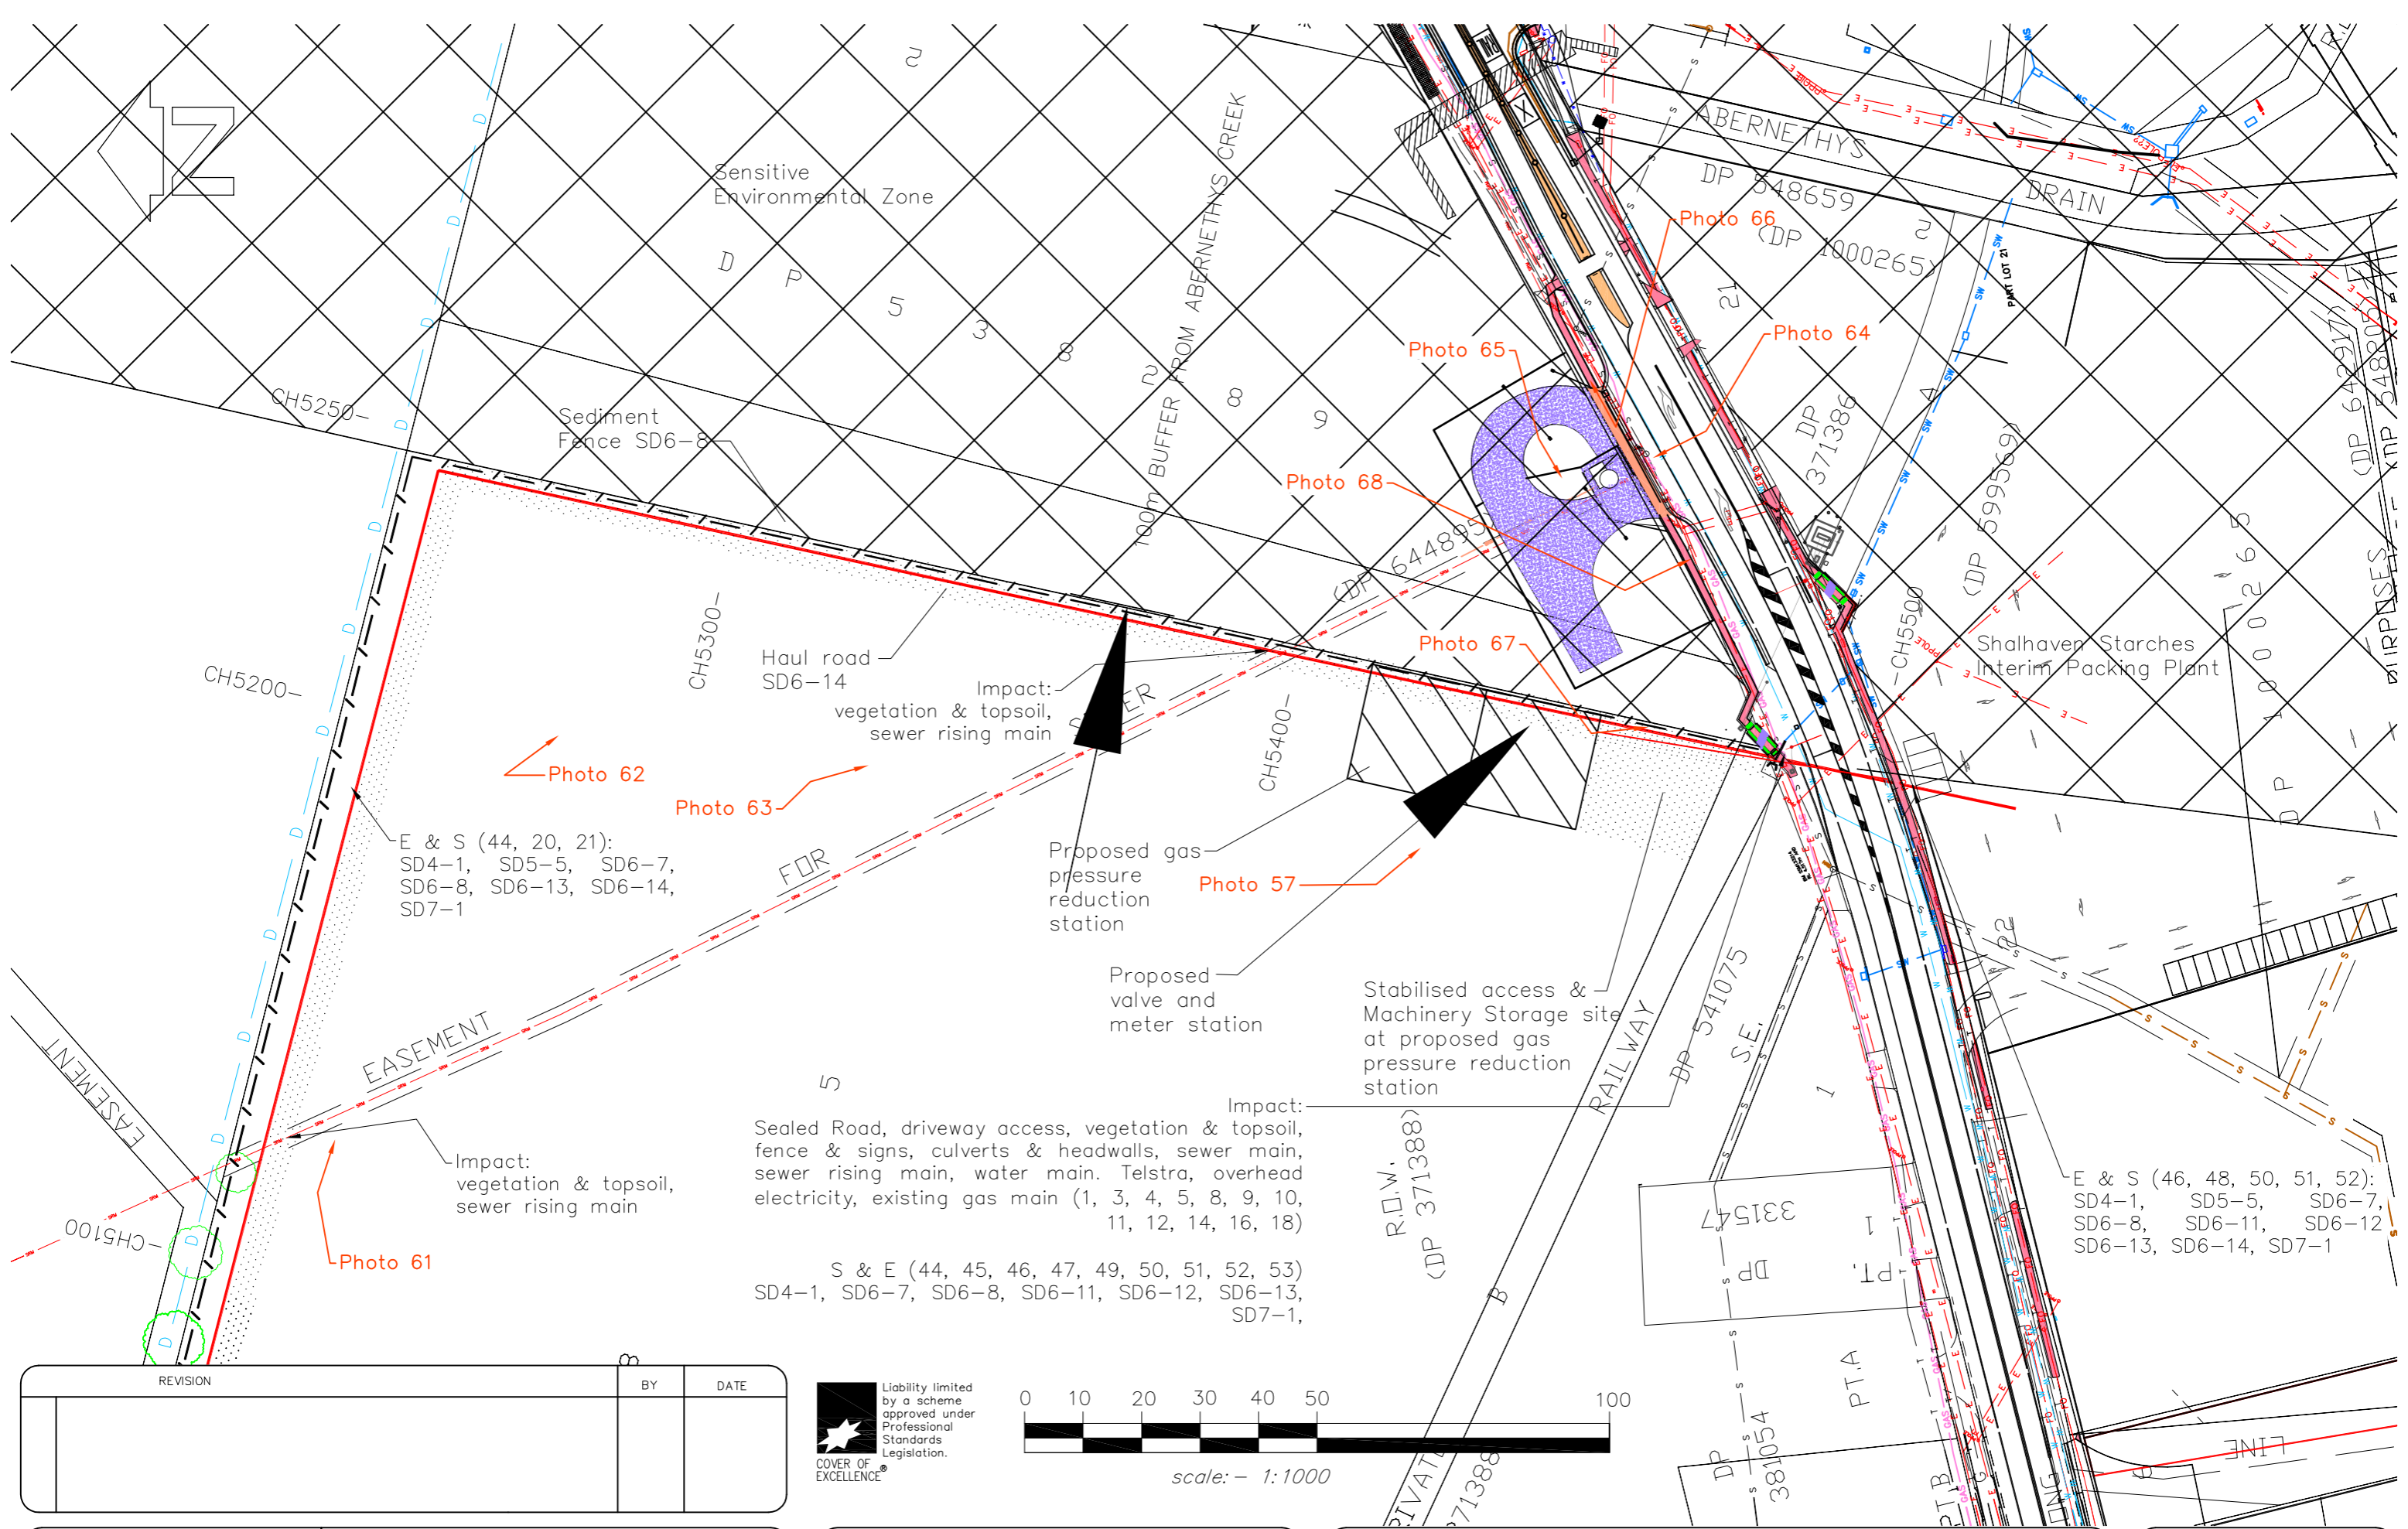 N
Sensitive
Environmental Zone
D P 5 3 8 2 8 9
2
100m BUFFER FROM ABERNETHYS CREEK
ABERNETHYS
DRAIN
DP 548659
(DP 1000265)
2
21
PART LOT 21
Photo 66
Photo 64
Photo 65
Photo 68
Photo 67
CH5250-
Sediment
Fence SD6-8
DP
371386
A
(DP 599569)
(DP 644895)
CH5200-
CH5300-
CH5400-
-CH5500
Haul road
SD6-14
Impact:
vegetation & topsoil,
sewer rising main
Shalhaven Starches
Interim Packing Plant
DP 1000265
Photo 62
Photo 63
E & S (44, 20, 21):
SD4-1, SD5-5, SD6-7,
SD6-8, SD6-13, SD6-14,
SD7-1
Proposed gas
pressure
reduction
station
Photo 57
Proposed
valve and
meter station
Stabilised access &
Machinery Storage site
at proposed gas
pressure reduction
station
EASEMENT
FOR
EASEMENT
CH5100-
Impact:
vegetation & topsoil,
sewer rising main
Photo 61
5
Impact:
Sealed Road, driveway access, vegetation & topsoil,
fence & signs, culverts & headwalls, sewer main,
sewer rising main, water main. Telstra, overhead
electricity, existing gas main (1, 3, 4, 5, 8, 9, 10,
11, 12, 14, 16, 18)
S & E (44, 45, 46, 47, 49, 50, 51, 52, 53)
SD4-1, SD6-7, SD6-8, SD6-11, SD6-12, SD6-13,
SD7-1,
R.O.W.
(DP 371388)
RAILWAY
B
DP 541075
S.E.
1
22
DP 331547
PT. 1
PT.A
DP
381054
PT.B
LINE
E & S (46, 48, 50, 51, 52):
SD4-1, SD5-5, SD6-7,
SD6-8, SD6-11, SD6-12
SD6-13, SD6-14, SD7-1
REVISION
BY
DATE
Liability limited
by a scheme
approved under
Professional
Standards
Legislation.
COVER OF
EXCELLENCE®
0 10 20 30 40 50 100
scale:- 1:1000